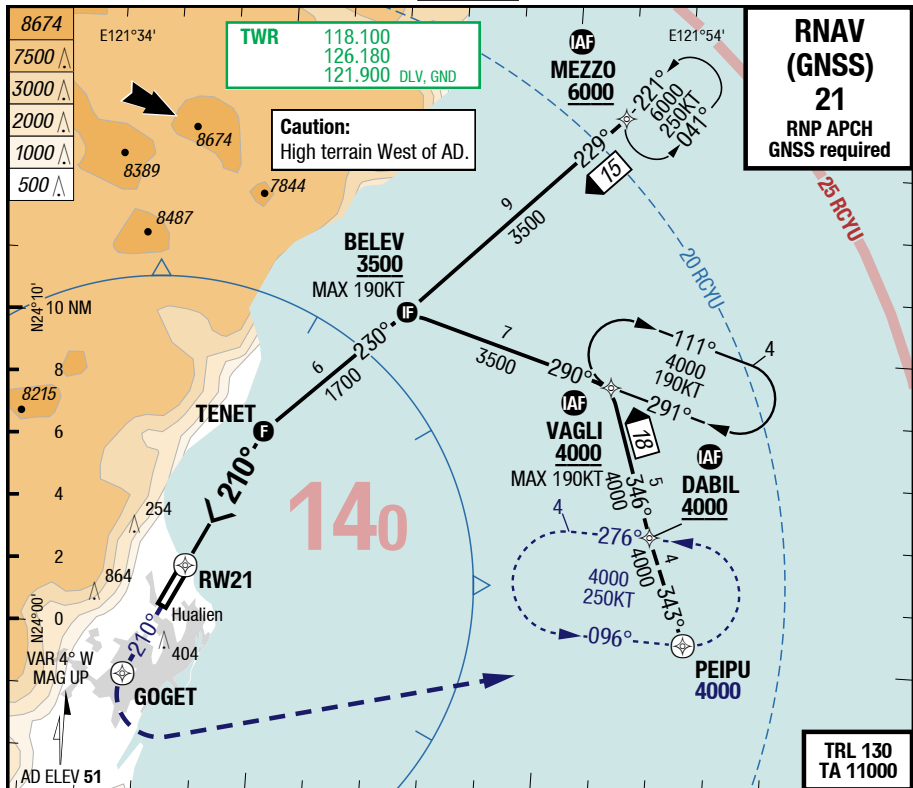 8674
7500
3000
2000
1000
500
E121°34'
TWR 118.100
126.180
121.900 DLV, GND
Caution:
High terrain West of AD.
IAF
MEZZO
6000
E121°54'
221°
6000
250KT
041°
RNAV
(GNSS)
21
RNP APCH
GNSS required
8674
8389
7844
8487
229°
15
9
3500
25 RCYU
20 RCYU
BELEV
3500
MAX 190KT
IF
N24°10'
10 NM
230°
6
1700
7
3500
290°
111°
4
4000
190KT
291°
8
8215
6
TENET
F
IAF
VAGLI
4000
MAX 190KT
18
IAF
DABIL
4000
5
346°
4000
210°
140
4
254
4
276°
4
4000
343°
4000
250KT
096°
2
864
RW21
Hualien
N24°00'
0
210°
404
VAR 4° W
MAG UP
GOGET
PEIPU
4000
AD ELEV 51
TRL 130
TA 11000